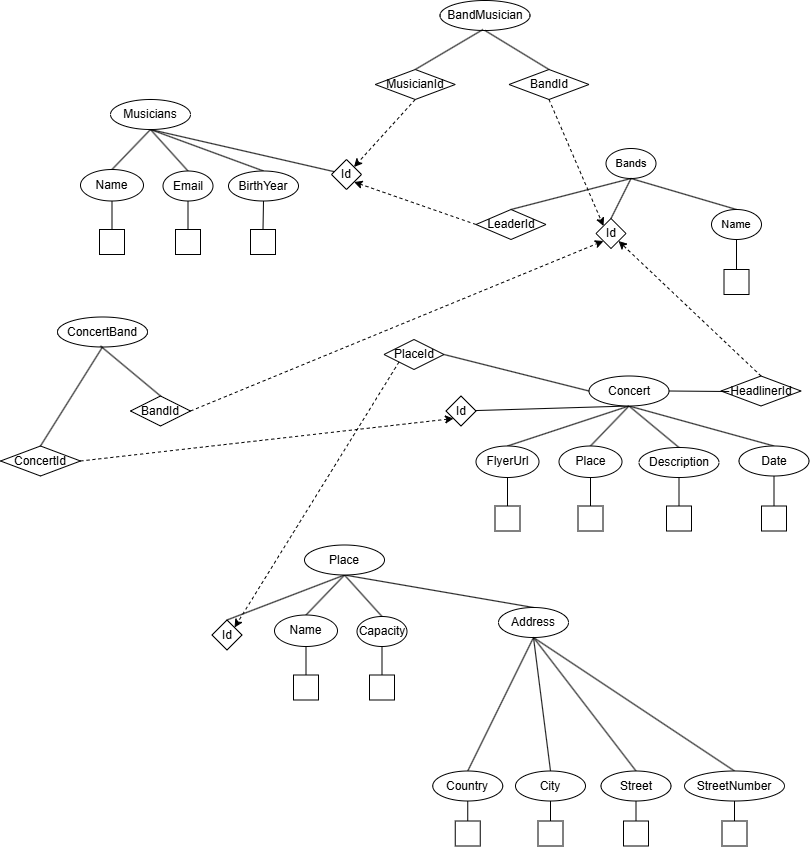 BandMusician
MusicianId
BandId
Musicians
Bands
Id
Name
Email
BirthYear
LeaderId
Id
Name
ConcertBand
PlaceId
Concert
HeadlinerId
BandId
Id
ConcertId
FlyerUrl
Place
Description
Date
Place
Id
Name
Capacity
Address
Country
City
Street
StreetNumber